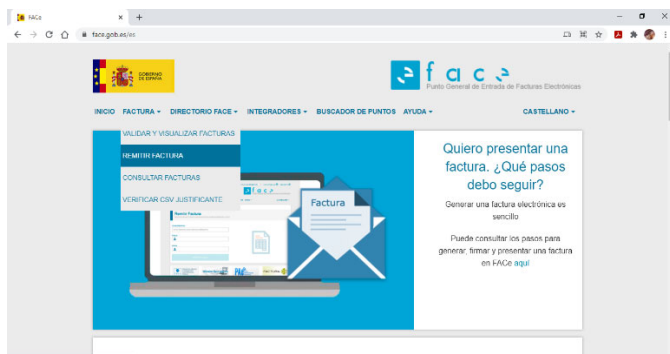 FACe
face.gob.es/es
GOBIERNO
DE ESPAÑA
face
Punto General de Entrada de Facturas Electrónicas
INICIO FACTURA DIRECTORIO FACE INTEGRADORES BUSCADOR DE PUNTOS AYUDA CASTELLANO
VALIDAR Y VISUALIZAR FACTURAS
REMITIR FACTURA
CONSULTAR FACTURAS
VERIFICAR CSV JUSTIFICANTE
Remitir Factura
Factura
Quiero presentar una
factura. ¿Qué pasos
debo seguir?
Generar una factura electrónica es
sencillo
Puede consultar los pasos para
generar, firmar y presentar una factura
en FACe aquí